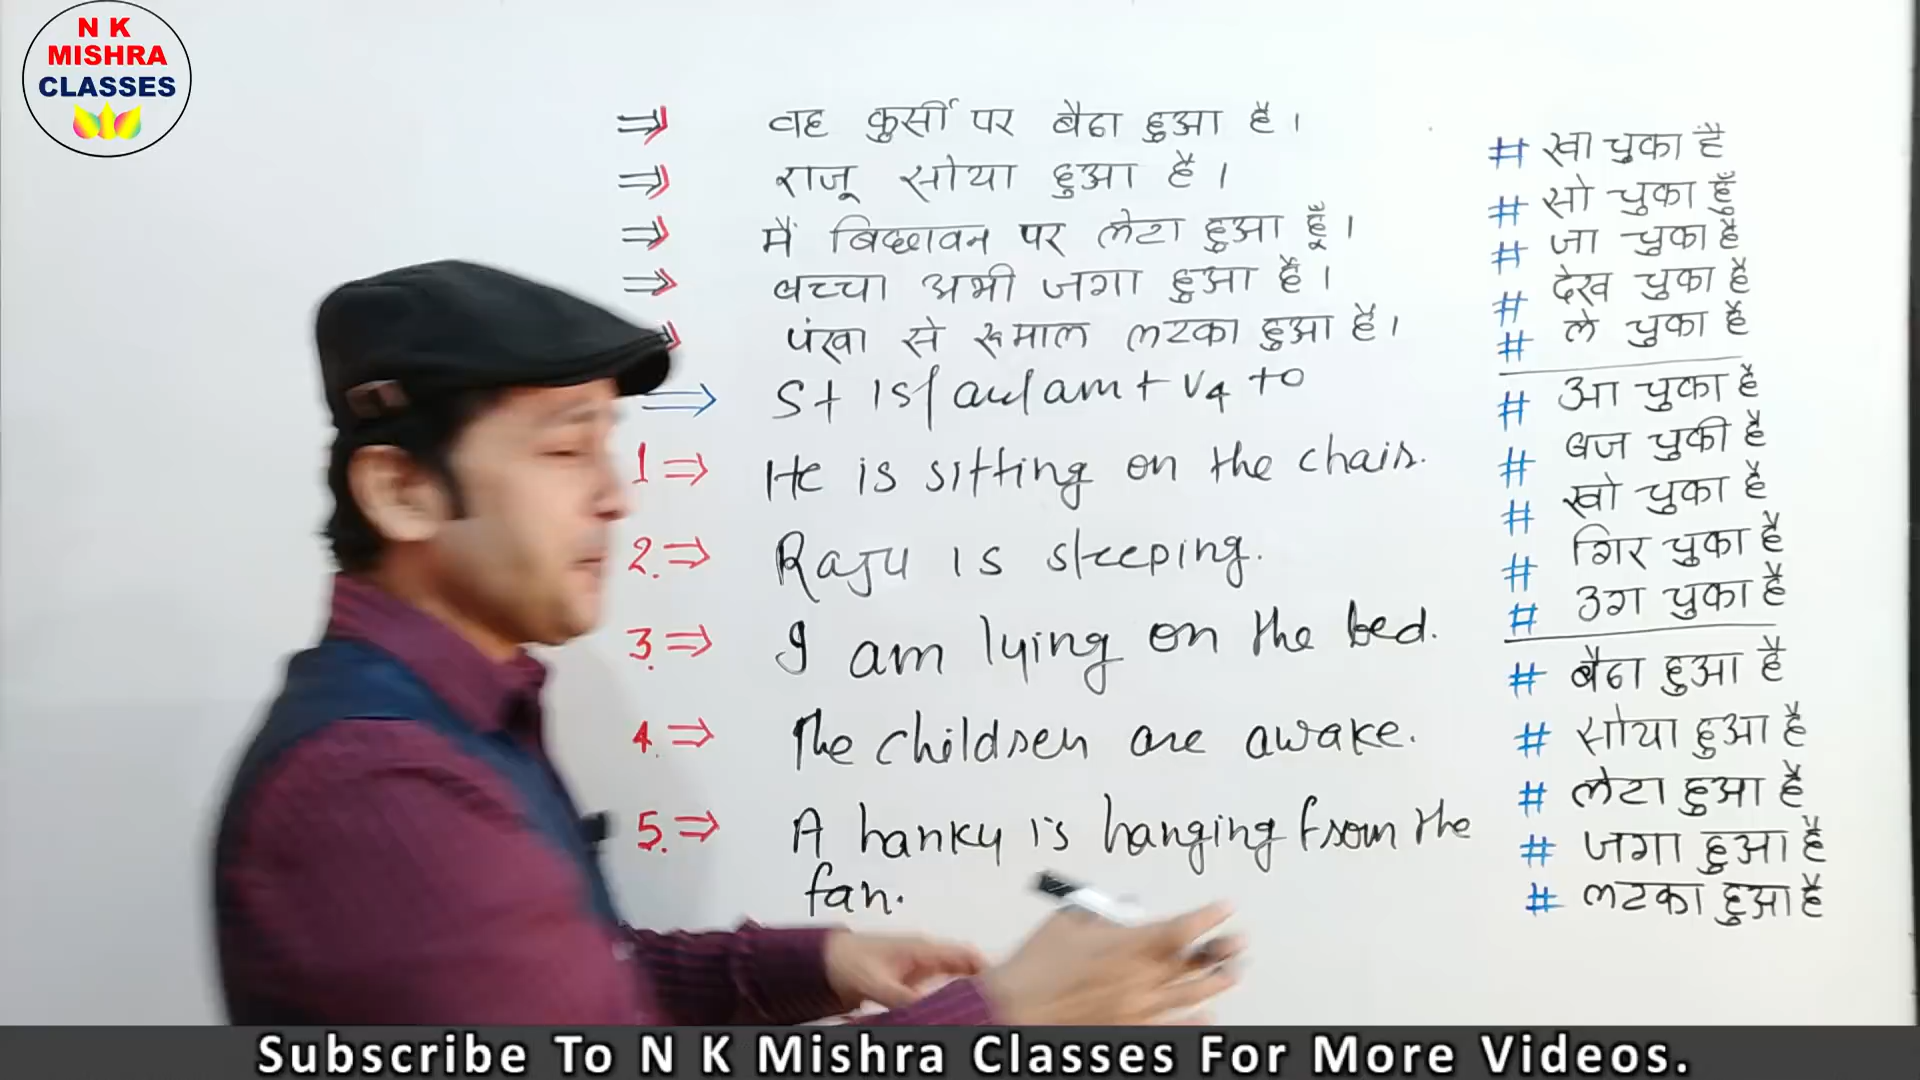 N K
MISHRA
CLASSES
⇒ वह कुर्सी पर बैठा हुआ है।
⇒ राजू सोया हुआ है।
⇒ मैं बिछावन पर लेटा हुआ हूँ।
⇒ बच्चा अभी जगा हुआ है।
⇒ पंखा से रूमाल लटका हुआ है।
⇒ S + is/are/am + V4 + O
1 ⇒ He is sitting on the chair.
2. ⇒ Raju is sleeping.
3. ⇒ I am lying on the bed.
4. ⇒ The children are awake.
5. ⇒ A hanky is hanging from the
fan.
# खा चुका है
# सो चुका हूँ
# जा चुका है
# देख चुका है
# ले चुका है
# आ चुका है
# बज चुकी है
# खो चुका है
# गिर चुका है
# उग चुका है
# बैठा हुआ है
# सोया हुआ है
# लेटा हुआ है
# जगा हुआ है
# लटका हुआ है
Subscribe To N K Mishra Classes For More Videos.